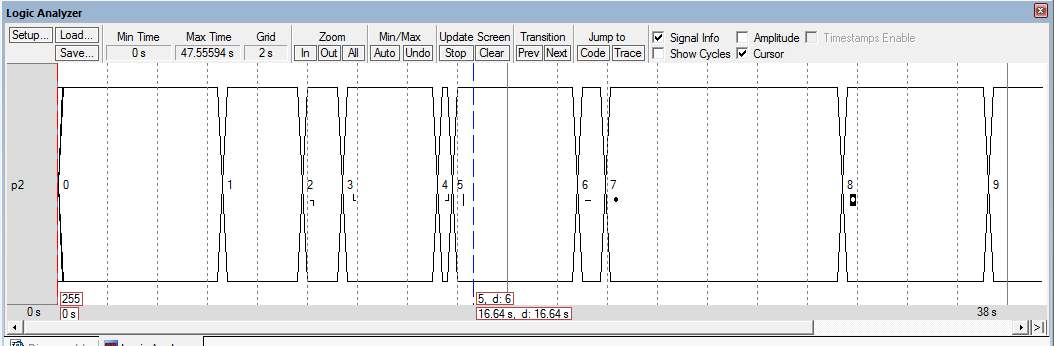 Logic Analyzer
Setup... Load... Min Time Max Time Grid Zoom Min/Max Update Screen Transition Jump to Signal Info Amplitude Timestamps Enable
Save... 0 s 47.55594 s 2 s In Out All Auto Undo Stop Clear Prev Next Code Trace Show Cycles Cursor
p2 0 1 2 3 4 5 6 7 8 9
255 5, d: 6
0 s 0 s 16.64 s, d: 16.64 s 38 s